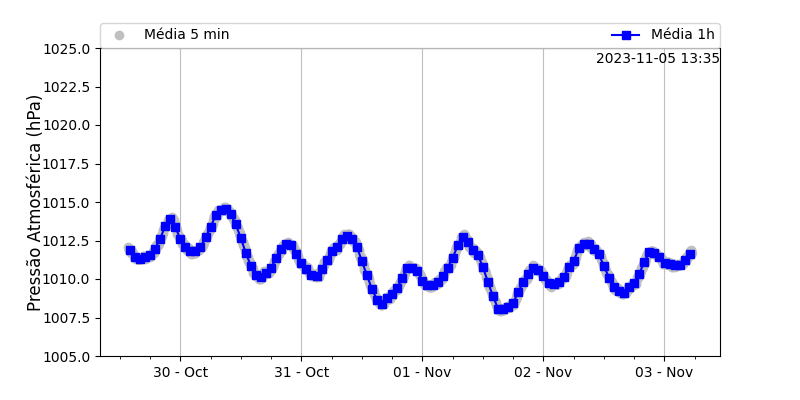 Média 5 min
Média 1h
2023-11-05 13:35
Pressão Atmosférica (hPa)
1025.0
1022.5
1020.0
1017.5
1015.0
1012.5
1010.0
1007.5
1005.0
30 - Oct
31 - Oct
01 - Nov
02 - Nov
03 - Nov